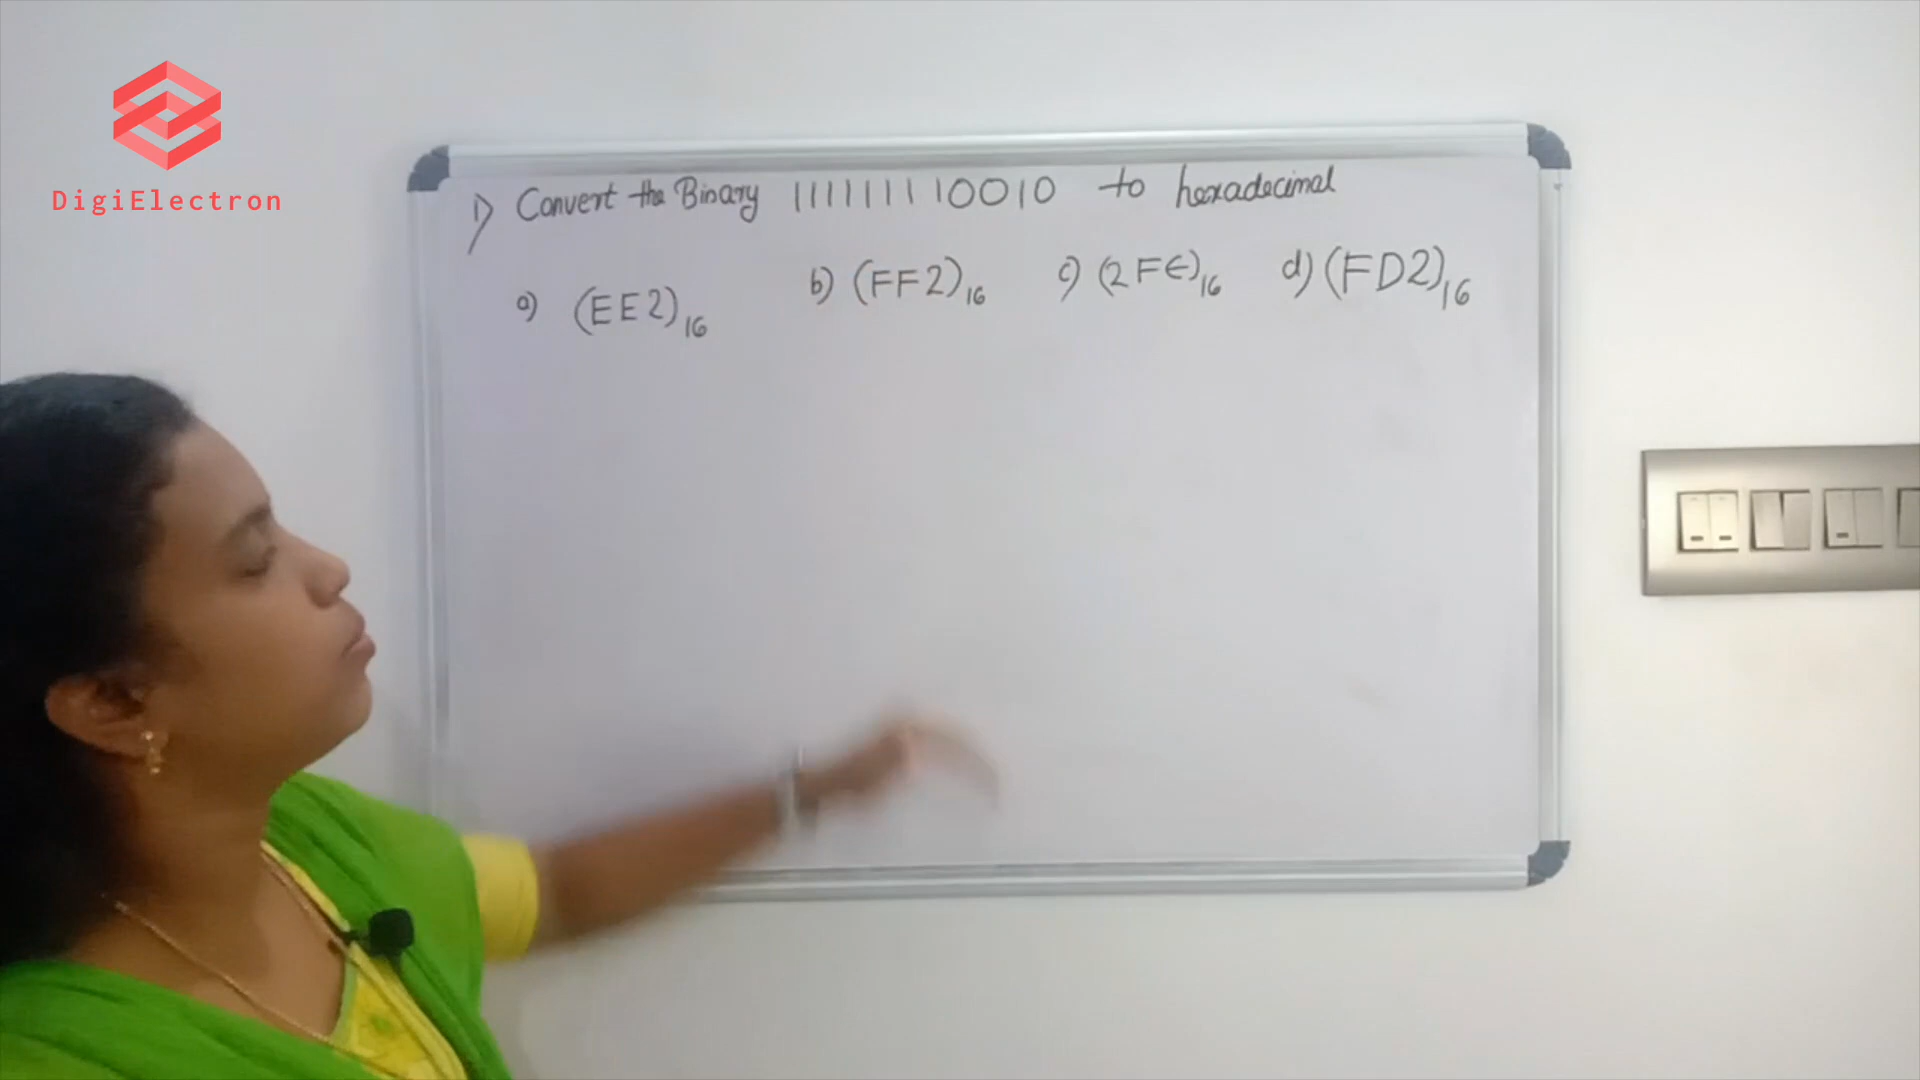 DigiElectron
1) Convert the Binary 111111110010 to hexadecimal
a) (EE2)16 b) (FF2)16 c) (2FE)16 d) (FD2)16